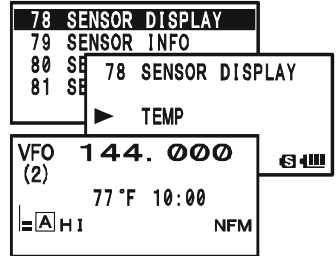 78 SENSOR DISPLAY
79 SENSOR INFO
80 SE
81 SE
78 SENSOR DISPLAY
TEMP
VFO 144.000
(2)
S
77°F 10:00
A HI NFM